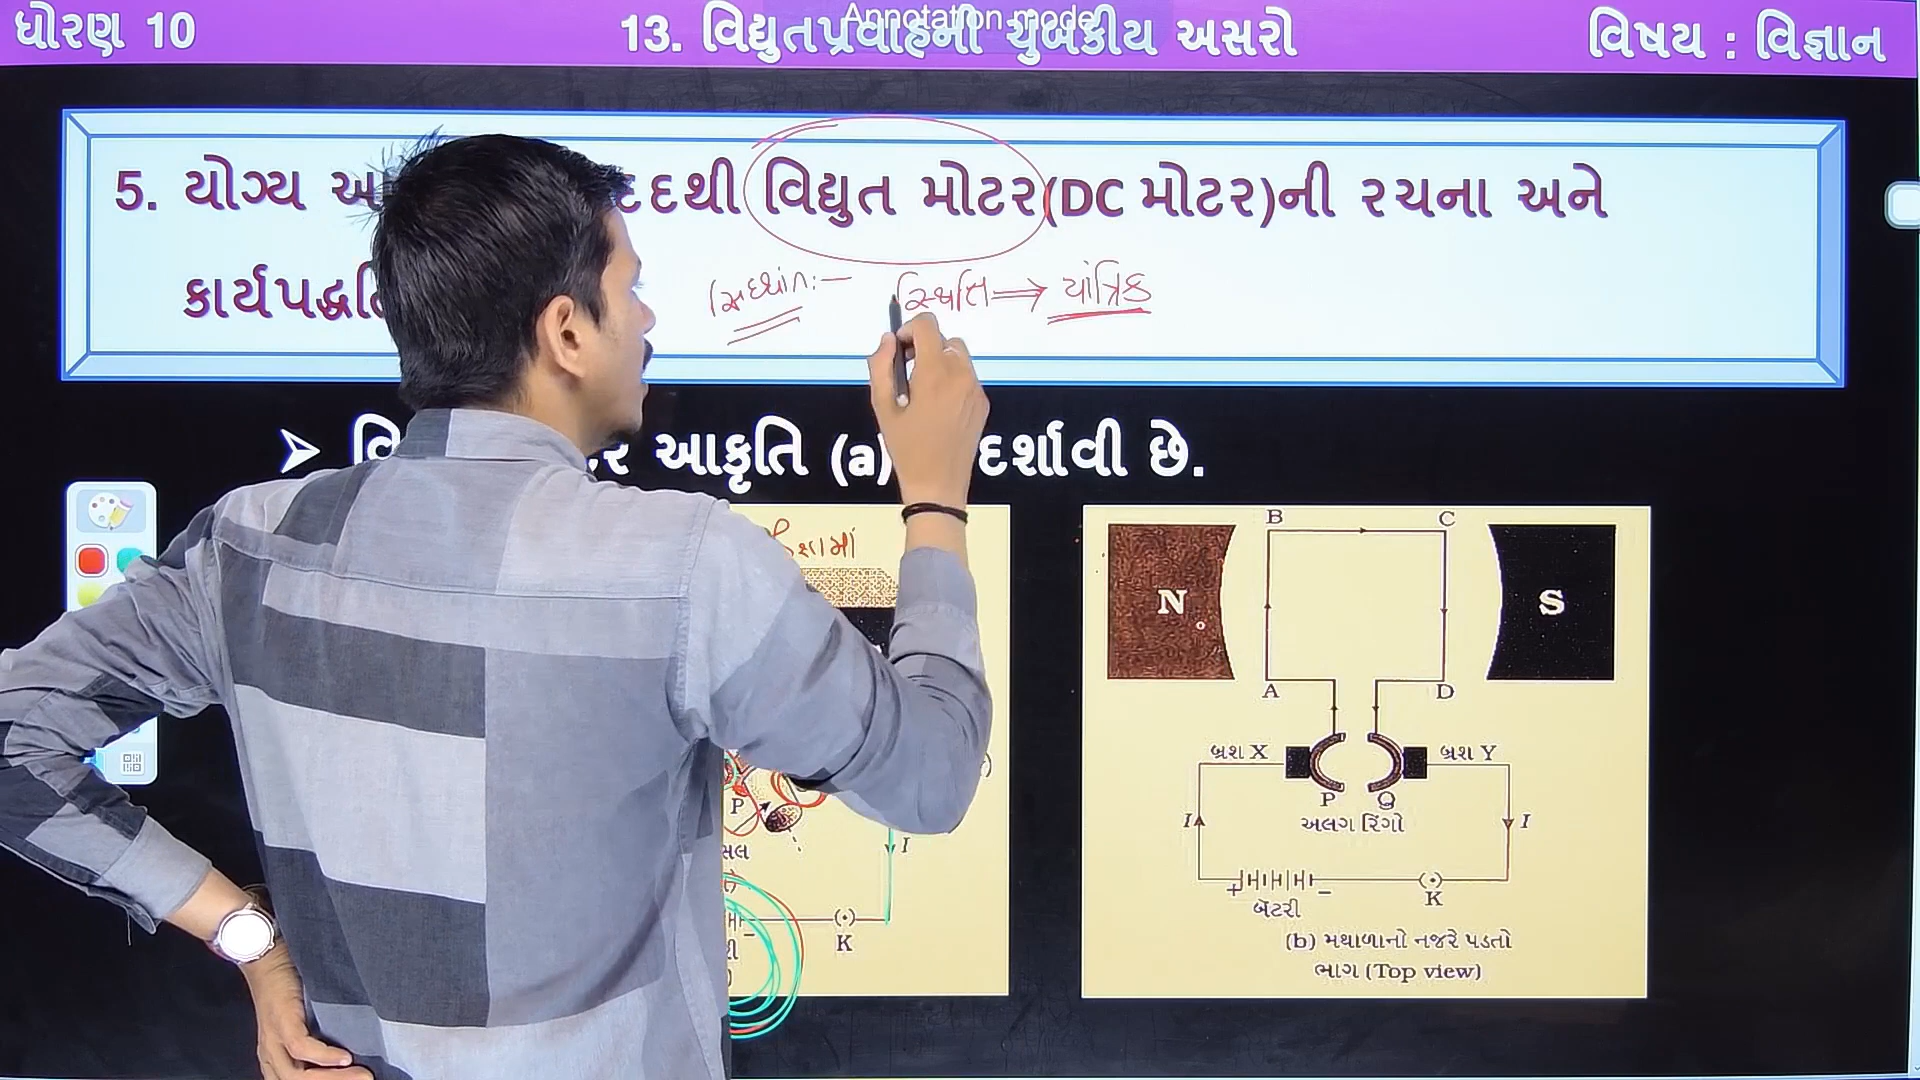 ધોરણ 10
13. વિદ્યુતપ્રવાહની ચુંબકીય અસરો
Annotation mode
વિષય : વિજ્ઞાન
5. યોગ્ય દથી વિદ્યુત મોટર(DC મોટર)ની રચના અને
કાર્યપદ્ધતિ
સિધ્ધાંત:- સ્થિતિ ⟹ યાંત્રિક
➢ વિ ર આકૃતિ (a) દર્શાવી છે.
P
I
K
B C
N S
A D
બ્રશ X બ્રશ Y
P Q
અલગ રિંગો
I I
+ −
બૅટરી
K
(b) મથાળાનો નજરે પડતો
ભાગ (Top view)